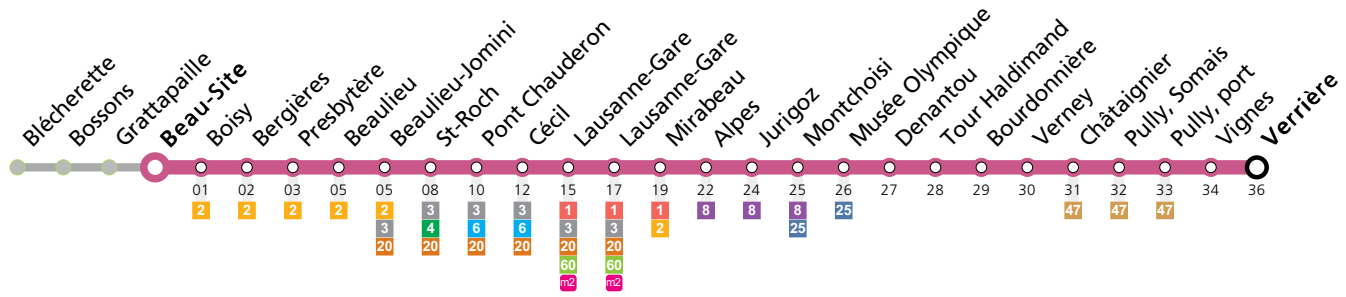 Blécherette
Bossons
Grattapaille
Beau-Site
Boisy
Bergières
Presbytère
Beaulieu
Beaulieu-Jomini
St-Roch
Pont Chauderon
Cécil
Lausanne-Gare
Lausanne-Gare
Mirabeau
Alpes
Jurigoz
Montchoisi
Musée Olympique
Denantou
Tour Haldimand
Bourdonnière
Verney
Châtaignier
Pully, Somais
Pully, port
Vignes
Verrière
01 02 03 05 05 08 10 12 15 17 19 22 24 25 26 27 28 29 30 31 32 33 34 36
2 2 2 2 2 3 3 3 1 1 1 8 8 8 25 47 47 47
3 4 6 6 3 3 2 25
20 20 20 20 20 20
60 60
m2 m2